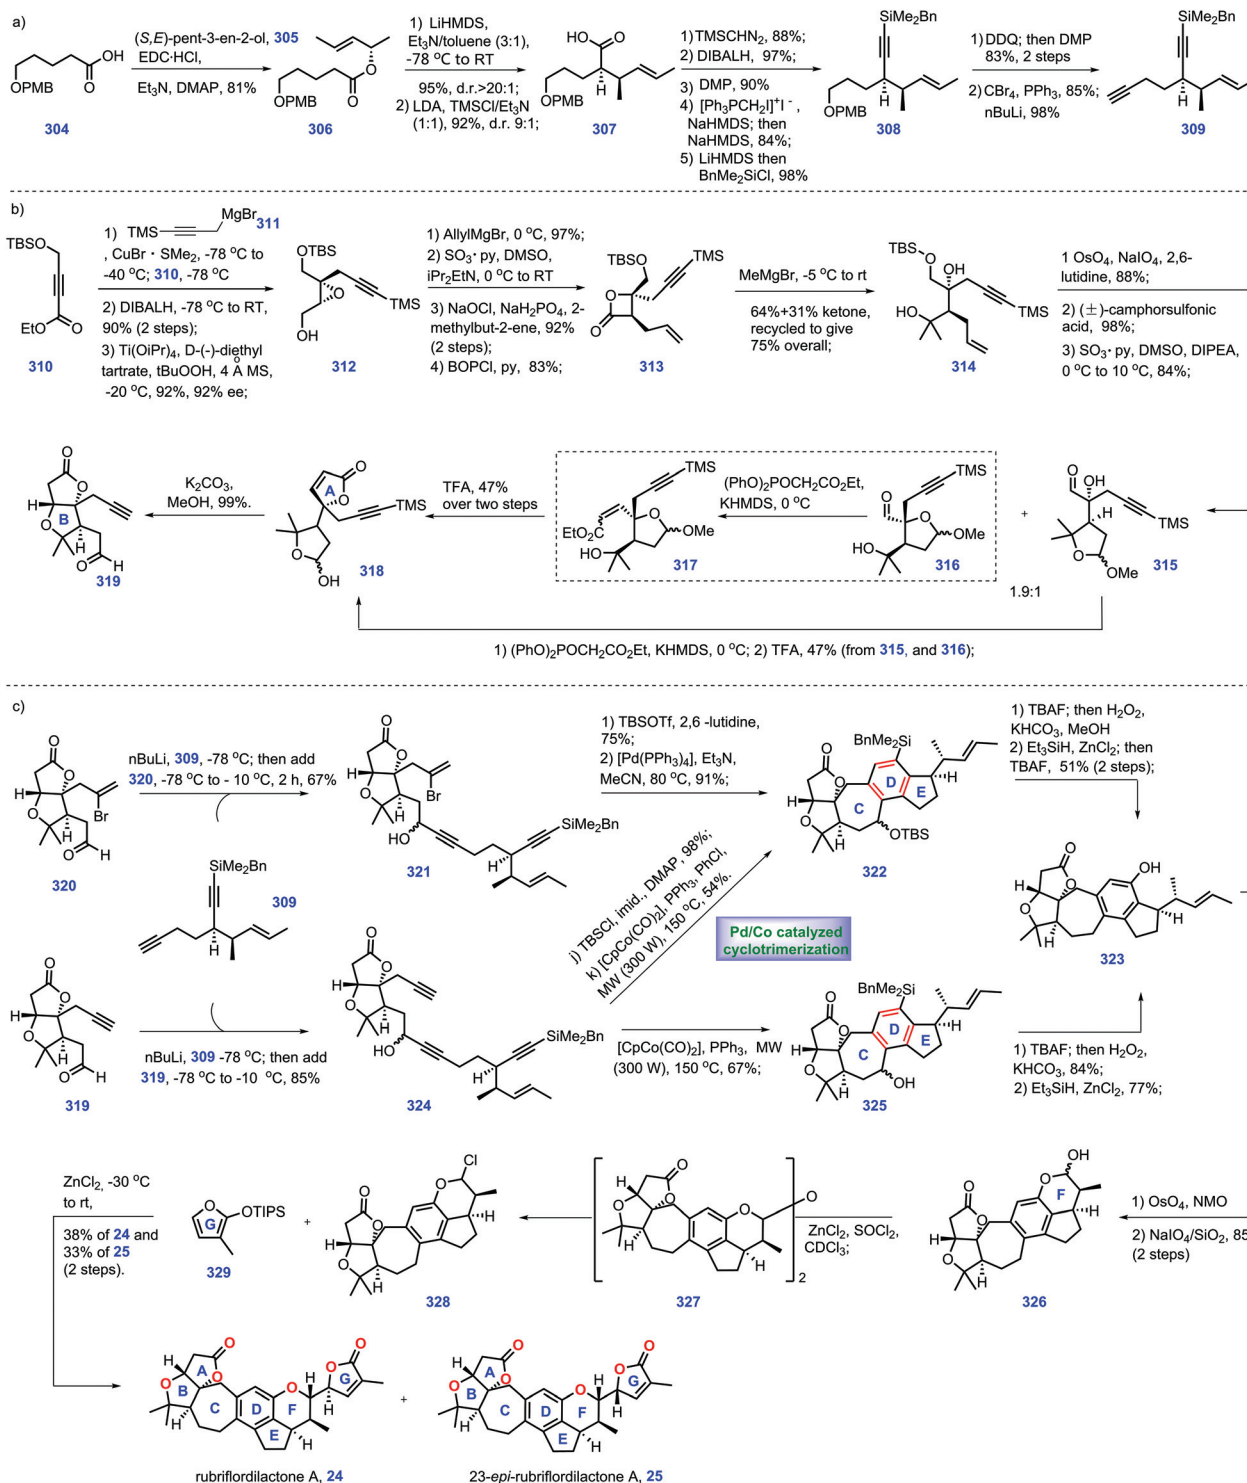 a)
OH
O
OPMB
304
(S,E)-pent-3-en-2-ol, 305
EDC·HCl,
Et₃N, DMAP, 81%
O
O
OPMB
306
1) LiHMDS,
Et₃N/toluene (3:1),
-78 °C to RT
95%, d.r.>20:1;
2) LDA, TMSCl/Et₃N
(1:1), 92%, d.r. 9:1;
HO
O
H
OPMB
307
1)TMSCHN₂, 88%;
2) DIBALH, 97%;
3) DMP, 90%
4) [Ph₃PCH₂I]⁺I⁻,
NaHMDS; then
NaHMDS, 84%;
5) LiHMDS then
BnMe₂SiCl, 98%
SiMe₂Bn
H
OPMB
308
1) DDQ; then DMP
83%, 2 steps
2) CBr₄, PPh₃, 85%;
nBuLi, 98%
SiMe₂Bn
H
309
b)
TBSO
EtO
O
310
1)
TMS
MgBr
311
, CuBr · SMe₂, -78 °C to
-40 °C; 310, -78 °C
2) DIBALH, -78 °C to RT,
90% (2 steps);
3) Ti(OiPr)₄, D-(-)-diethyl
tartrate, tBuOOH, 4 Å MS,
-20 °C, 92%, 92% ee;
OTBS
O
HO
TMS
312
1) AllylMgBr, 0 °C, 97%;
2) SO₃· py, DMSO,
iPr₂EtN, 0 °C to RT
3) NaOCl, NaH₂PO₄, 2-
methylbut-2-ene, 92%
(2 steps);
4) BOPCl, py, 83%;
TBSO
TMS
O
O
H
313
MeMgBr, -5 °C to rt
64%+31% ketone,
recycled to give
75% overall;
TBSO
OH
TMS
HO
H
314
1 OsO₄, NaIO₄, 2,6-
lutidine, 88%;
2) (±)-camphorsulfonic
acid, 98%;
3) SO₃· py, DMSO, DIPEA,
0 °C to 10 °C, 84%;
O
O
H
B
O
H
O
H
319
K₂CO₃,
MeOH, 99%.
O
A
O
TMS
O
OH
318
TFA, 47%
over two steps
TMS
EtO₂C
O
OMe
HO
317
(PhO)₂POCH₂CO₂Et,
KHMDS, 0 °C
TMS
O
O
OMe
HO
316
+
1.9:1
O
OH
H
TMS
O
OMe
315
1) (PhO)₂POCH₂CO₂Et, KHMDS, 0 °C; 2) TFA, 47% (from 315, and 316);
c)
O
O
H
Br
O
H
H
O
320
nBuLi, 309, -78 °C; then add
320, -78 °C to - 10 °C, 2 h, 67%
O
O
H
Br
O
H
HO
SiMe₂Bn
H
321
1) TBSOTf, 2,6 -lutidine,
75%;
2) [Pd(PPh₃)₄], Et₃N,
MeCN, 80 °C, 91%;
BnMe₂Si
O
O
D
E
H
H
C
O
H
OTBS
322
1) TBAF; then H₂O₂,
KHCO₃, MeOH
2) Et₃SiH, ZnCl₂; then
TBAF, 51% (2 steps);
SiMe₂Bn
309
H
j) TBSCl, imid., DMAP, 98%;
k) [CpCo(CO)₂], PPh₃, PhCl,
MW (300 W), 150 °C, 54%.
Pd/Co catalyzed
cyclotrimerization
O
O
OH
H
O
H
H
323
O
O
H
O
H
O
H
319
nBuLi, 309 -78 °C; then add
319, -78 °C to -10 °C, 85%
O
O
H
O
H
HO
SiMe₂Bn
H
324
[CpCo(CO)₂], PPh₃, MW
(300 W), 150 °C, 67%;
BnMe₂Si
O
O
D
E
H
H
C
O
H
OH
325
1) TBAF; then H₂O₂,
KHCO₃, 84%;
2) Et₃SiH, ZnCl₂, 77%;
ZnCl₂, -30 °C
to rt,
38% of 24 and
33% of 25
(2 steps).
O
G
OTIPS
329
+
Cl
O
O
O
H
O
H
H
328
H
O
O
O
O
H
H
O
2
327
ZnCl₂, SOCl₂,
CDCl₃;
OH
O
F
O
O
H
O
H
H
326
1) OsO₄, NMO
2) NaIO₄/SiO₂, 85
(2 steps)
O
H
A
O
O
B
C
D
E
F
O
H
H
O
G
O
H
H
rubriflordilactone A, 24
+
O
H
A
O
O
B
C
D
E
F
O
H
H
O
G
O
H
H
23-epi-rubriflordilactone A, 25